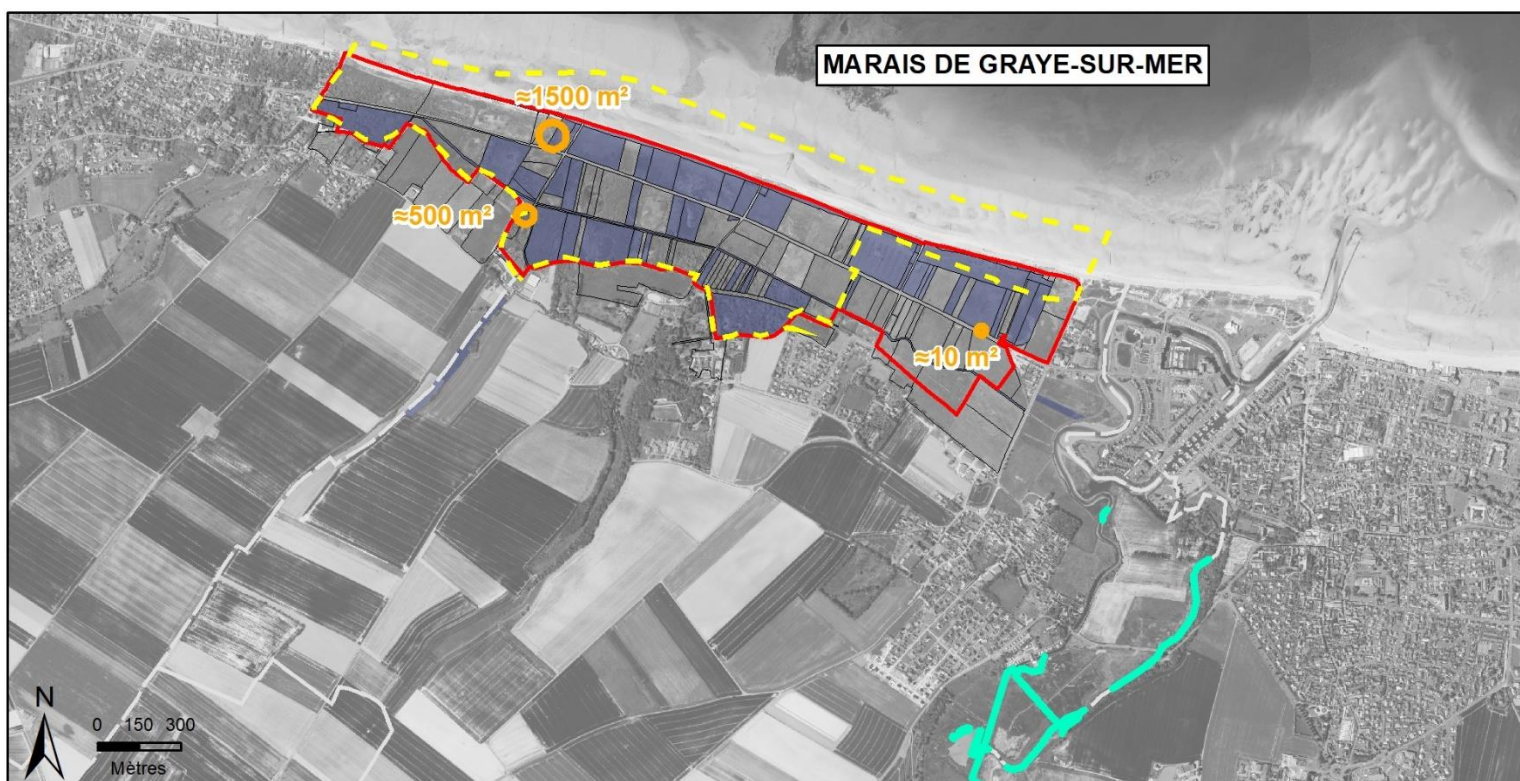 MARAIS DE GRAYE-SUR-MER
≈1500 m²
≈500 m²
≈10 m²
N
0 150 300
Mètres